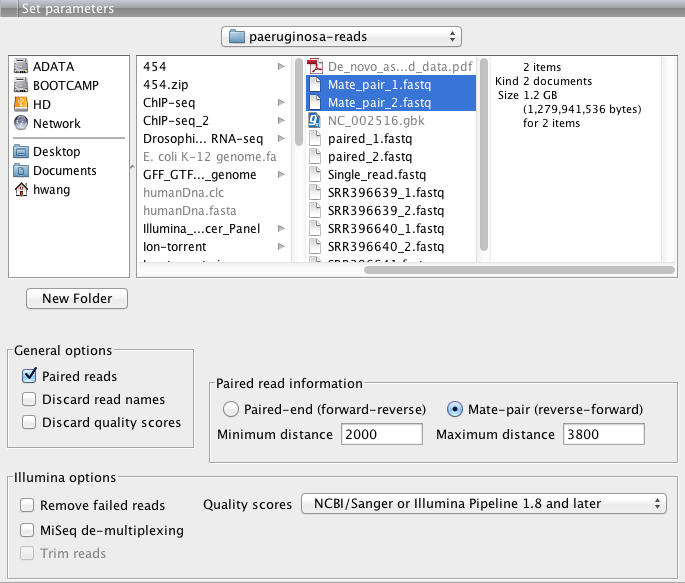 Set parameters
paeruginosa-reads
ADATA
BOOTCAMP
HD
Network
Desktop
Documents
hwang
454
454.zip
ChIP-seq
ChIP-seq_2
Drosophi... RNA-seq
E. coli K-12 genome.fa
GFF_GTF..._genome
humanDna.clc
humanDna.fasta
Illumina_...cer_Panel
Ion-torrent
De_novo_as...d_data.pdf
Mate_pair_1.fastq
Mate_pair_2.fastq
NC_002516.gbk
paired_1.fastq
paired_2.fastq
Single_read.fastq
SRR396639_1.fastq
SRR396639_2.fastq
SRR396640_1.fastq
SRR396640_2.fastq
SRR396641_1.fastq
2 items
Kind 2 documents
Size 1.2 GB
(1,279,941,536 bytes)
for 2 items
New Folder
General options
Paired reads
Discard read names
Discard quality scores
Paired read information
Paired-end (forward-reverse) Mate-pair (reverse-forward)
Minimum distance 2000 Maximum distance 3800
Illumina options
Remove failed reads Quality scores NCBI/Sanger or Illumina Pipeline 1.8 and later
MiSeq de-multiplexing
Trim reads